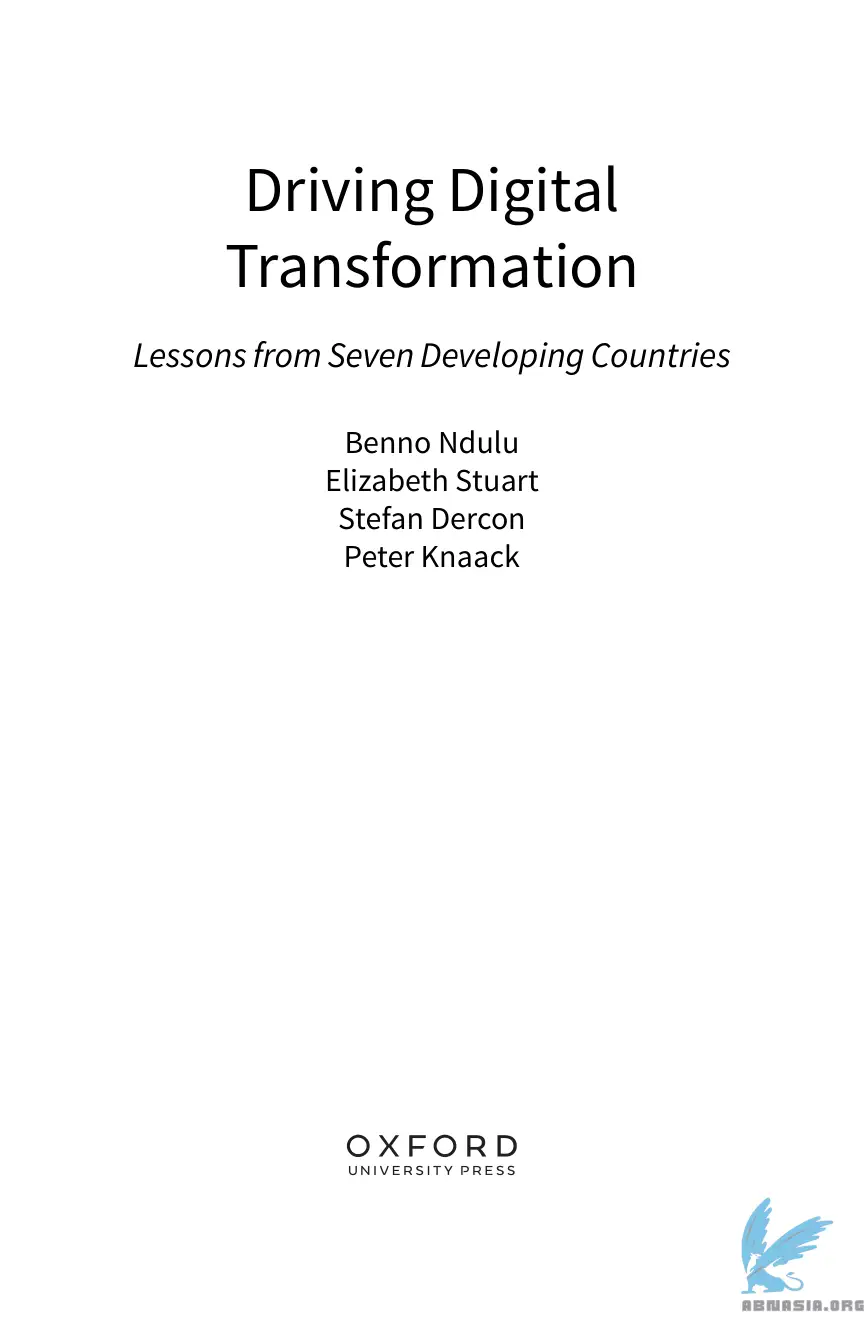 Driving Digital
Transformation
Lessons from Seven Developing Countries
Benno Ndulu
Elizabeth Stuart
Stefan Dercon
Peter Knaack
OXFORD
UNIVERSITY PRESS
ABNASIA.ORG